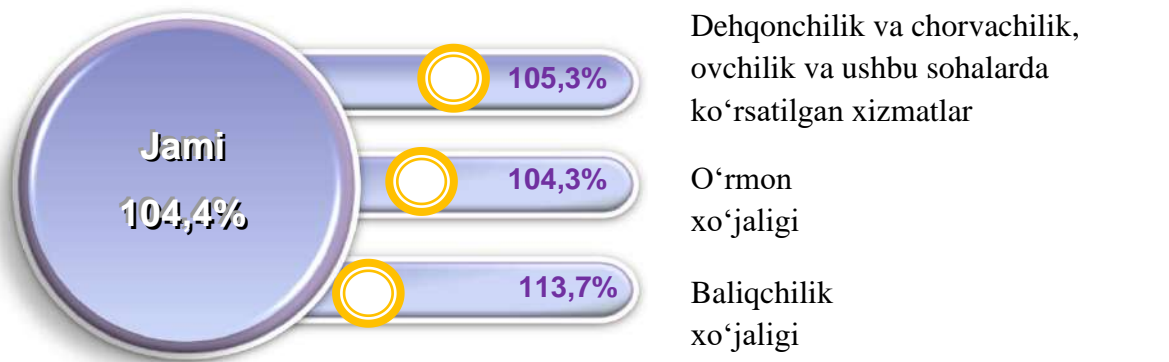 Jami
104,4%
105,3%
Dehqonchilik va chorvachilik,
ovchilik va ushbu sohalarda
ko‘rsatilgan xizmatlar
104,3%
O‘rmon
xo‘jaligi
113,7%
Baliqchilik
xo‘jaligi